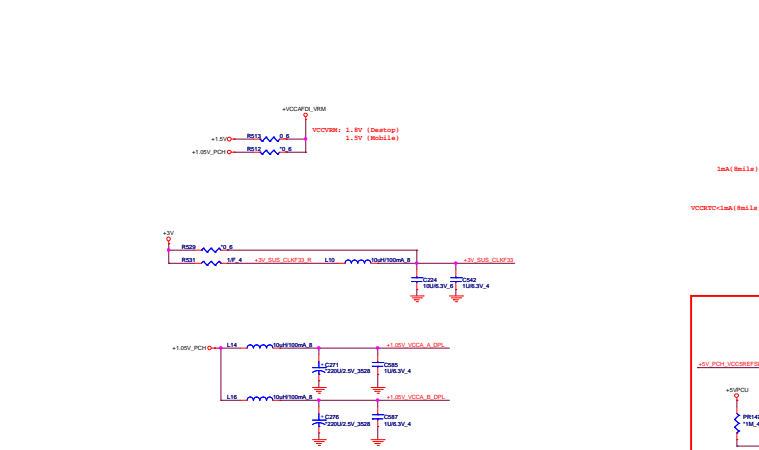 +VCCAFDI_VRM
VCCVRM: 1.8V (Destop)
1.5V (Mobile)
+1.5V
R513
0_6
+1.05V_PCH
R512
*0_6
1mA(8mils)
VCCRTC<1mA(8mils)
+3V
R529
*0_6
R531
1/F_4
+3V_SUS_CLKF33_R
L10
10uH/100mA_8
+3V_SUS_CLKF33
C224
10U/6.3V_6
C542
1U/6.3V_4
+1.05V_PCH
L14
10uH/100mA_8
+1.05V_VCCA_A_DPL
+
C271
*220U/2.5V_3528
C585
1U/6.3V_4
+5V_PCH_VCC5REFS
+5VPCU
L16
10uH/100mA_8
+1.05V_VCCA_B_DPL
+
C276
*220U/2.5V_3528
C587
1U/6.3V_4
PR147
*1M_4